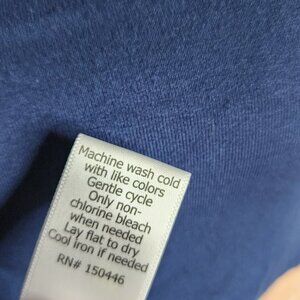 Machine wash cold
with like colors
Gentle cycle
Only non-
chlorine bleach
when needed
Lay flat to dry
Cool iron if needed
RN# 150446